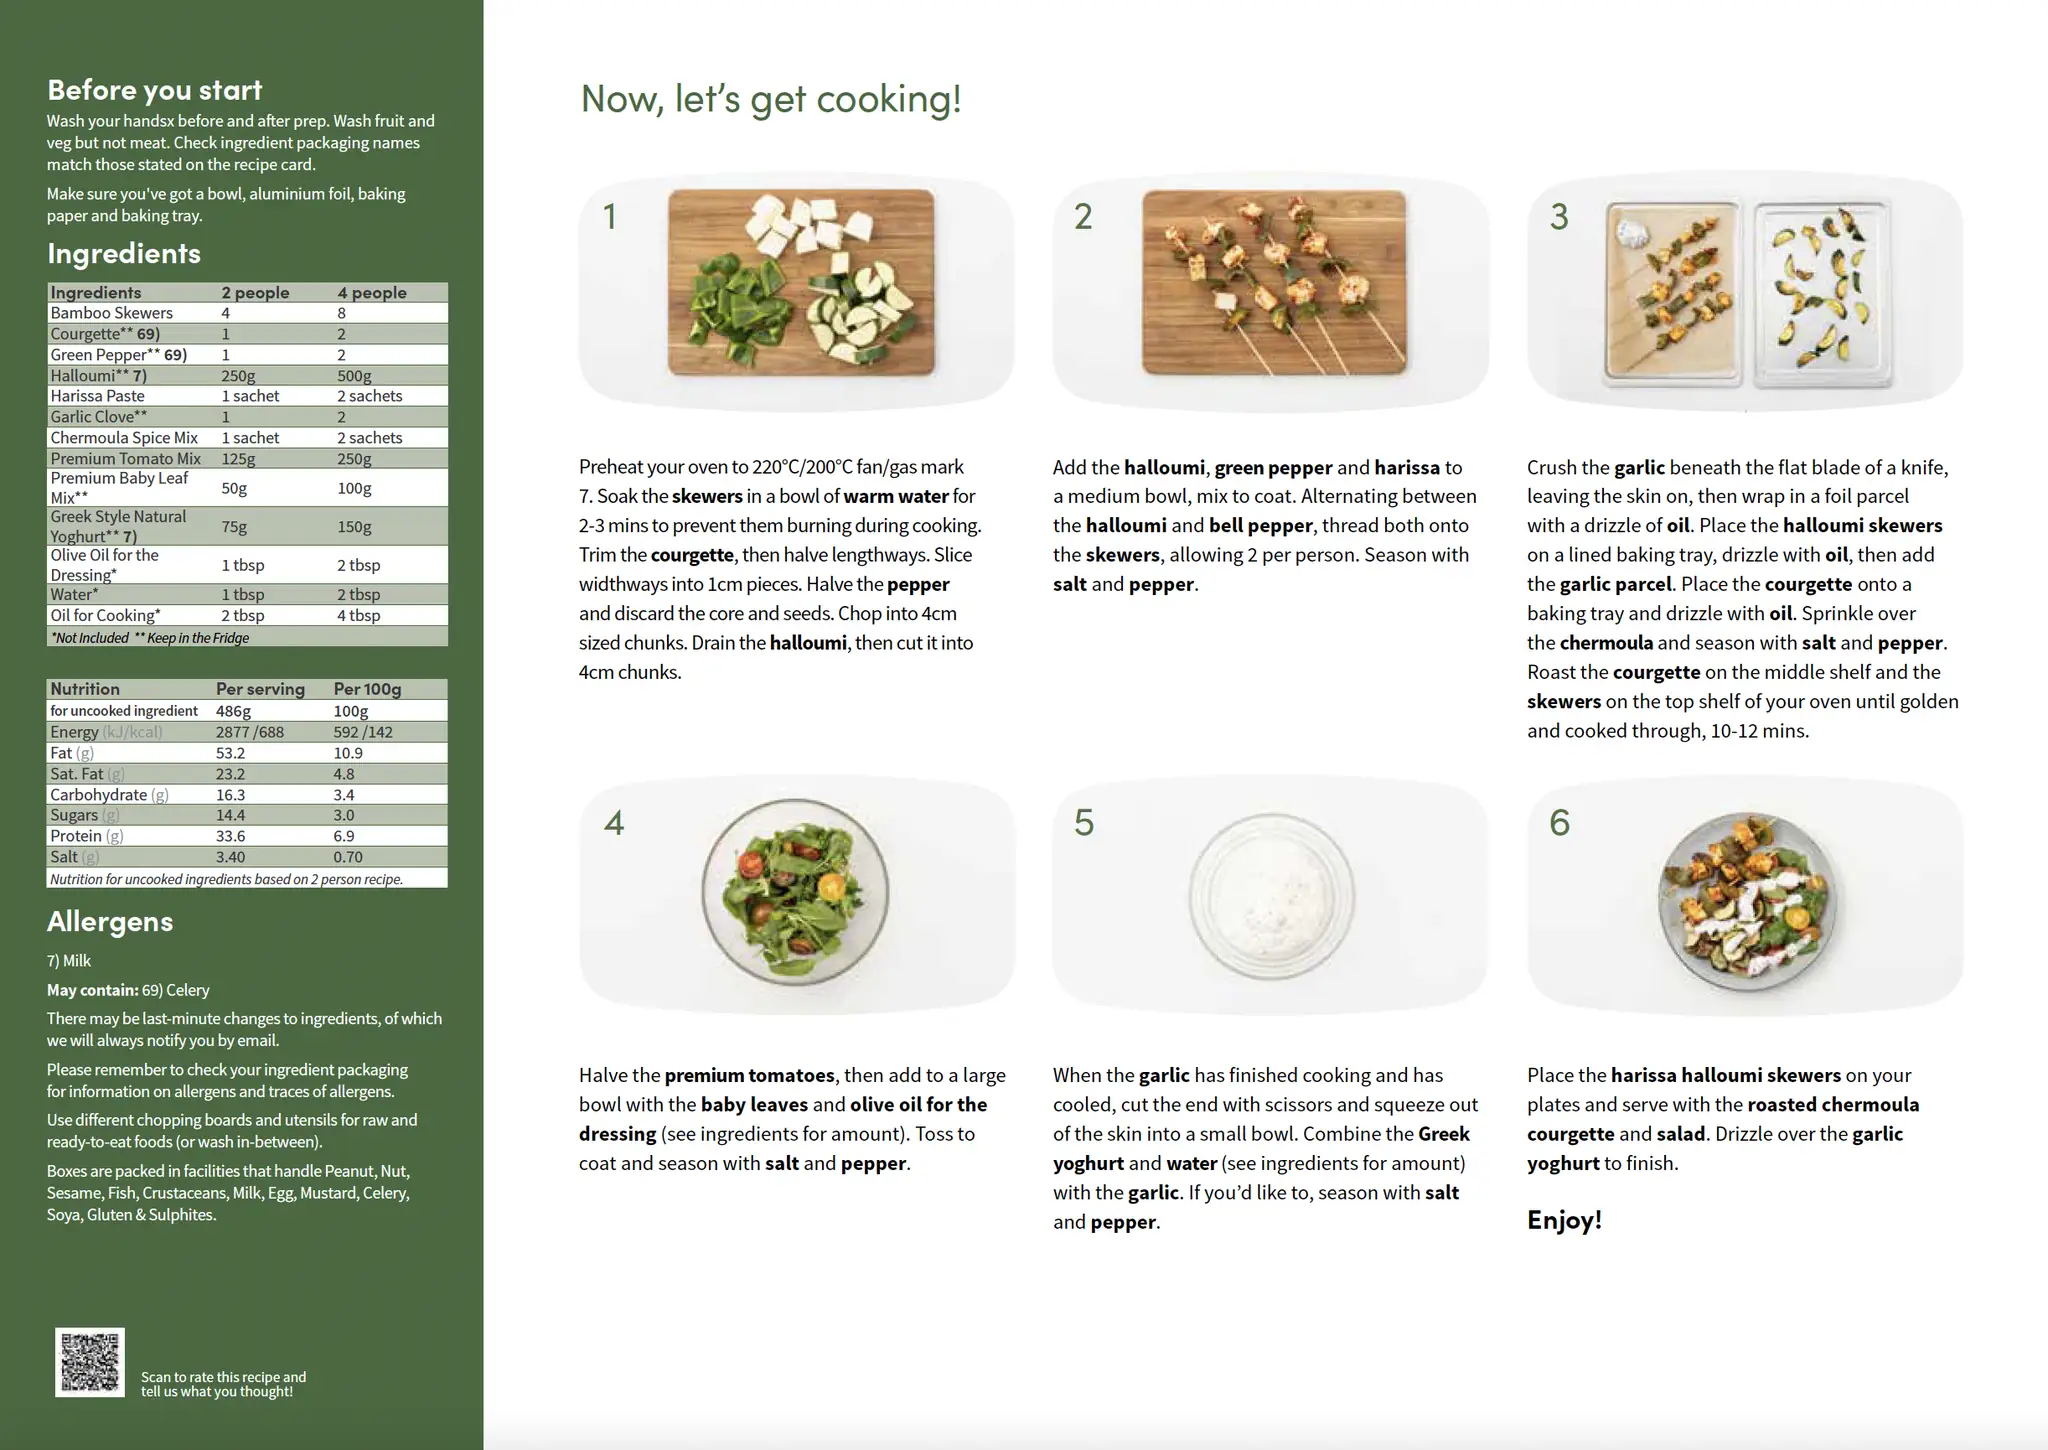 Before you start
Wash your handsx before and after prep. Wash fruit and
veg but not meat. Check ingredient packaging names
match those stated on the recipe card.
Make sure you've got a bowl, aluminium foil, baking
paper and baking tray.
Ingredients
Ingredients 2 people 4 people
Bamboo Skewers 4 8
Courgette** 69) 1 2
Green Pepper** 69) 1 2
Halloumi** 7) 250g 500g
Harissa Paste 1 sachet 2 sachets
Garlic Clove** 1 2
Chermoula Spice Mix 1 sachet 2 sachets
Premium Tomato Mix 125g 250g
Premium Baby Leaf
Mix** 50g 100g
Greek Style Natural
Yoghurt** 7) 75g 150g
Olive Oil for the
Dressing* 1 tbsp 2 tbsp
Water* 1 tbsp 2 tbsp
Oil for Cooking* 2 tbsp 4 tbsp
*Not Included ** Keep in the Fridge
Nutrition Per serving Per 100g
for uncooked ingredient 486g 100g
Energy (kJ/kcal) 2877 /688 592 /142
Fat (g) 53.2 10.9
Sat. Fat (g) 23.2 4.8
Carbohydrate (g) 16.3 3.4
Sugars (g) 14.4 3.0
Protein (g) 33.6 6.9
Salt (g) 3.40 0.70
Nutrition for uncooked ingredients based on 2 person recipe.
Allergens
7) Milk
May contain: 69) Celery
There may be last-minute changes to ingredients, of which
we will always notify you by email.
Please remember to check your ingredient packaging
for information on allergens and traces of allergens.
Use different chopping boards and utensils for raw and
ready-to-eat foods (or wash in-between).
Boxes are packed in facilities that handle Peanut, Nut,
Sesame, Fish, Crustaceans, Milk, Egg, Mustard, Celery,
Soya, Gluten & Sulphites.
Scan to rate this recipe and
tell us what you thought!
Now, let's get cooking!
1
Preheat your oven to 220°C/200°C fan/gas mark
7. Soak the skewers in a bowl of warm water for
2-3 mins to prevent them burning during cooking.
Trim the courgette, then halve lengthways. Slice
widthways into 1cm pieces. Halve the pepper
and discard the core and seeds. Chop into 4cm
sized chunks. Drain the halloumi, then cut it into
4cm chunks.
2
Add the halloumi, green pepper and harissa to
a medium bowl, mix to coat. Alternating between
the halloumi and bell pepper, thread both onto
the skewers, allowing 2 per person. Season with
salt and pepper.
3
Crush the garlic beneath the flat blade of a knife,
leaving the skin on, then wrap in a foil parcel
with a drizzle of oil. Place the halloumi skewers
on a lined baking tray, drizzle with oil, then add
the garlic parcel. Place the courgette onto a
baking tray and drizzle with oil. Sprinkle over
the chermoula and season with salt and pepper.
Roast the courgette on the middle shelf and the
skewers on the top shelf of your oven until golden
and cooked through, 10-12 mins.
4
Halve the premium tomatoes, then add to a large
bowl with the baby leaves and olive oil for the
dressing (see ingredients for amount). Toss to
coat and season with salt and pepper.
5
When the garlic has finished cooking and has
cooled, cut the end with scissors and squeeze out
of the skin into a small bowl. Combine the Greek
yoghurt and water (see ingredients for amount)
with the garlic. If you'd like to, season with salt
and pepper.
6
Place the harissa halloumi skewers on your
plates and serve with the roasted chermoula
courgette and salad. Drizzle over the garlic
yoghurt to finish.
Enjoy!